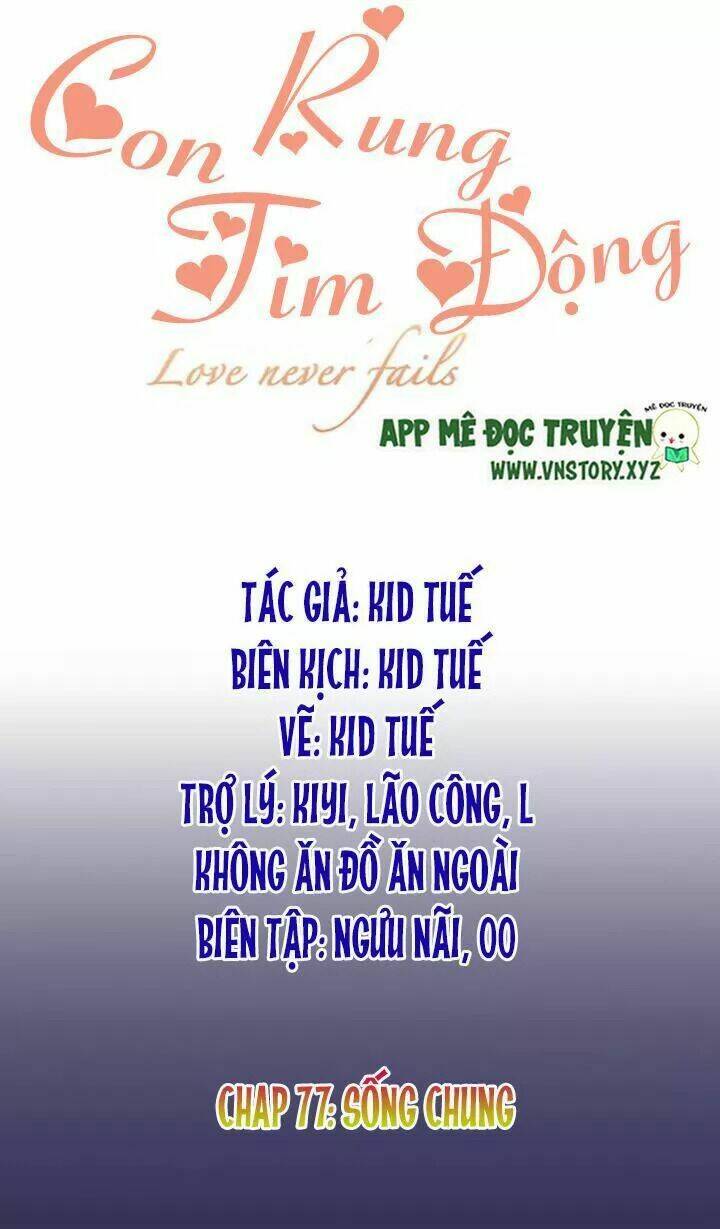 Con Rung
Tim Động
Love never fails
MÊ ĐỌC TRUYỆN
APP MÊ ĐỌC TRUYỆN
WWW.VNSTORY.XYZ
TÁC GIẢ: KID TUẾ
BIÊN KỊCH: KID TUẾ
VẼ: KID TUẾ
TRỢ LÝ: KIYI, LÃO CÔNG, L
KHÔNG ĂN ĐỒ ĂN NGOÀI
BIÊN TẬP: NGƯU NÃI, OO
CHAP 77: SỐNG CHUNG